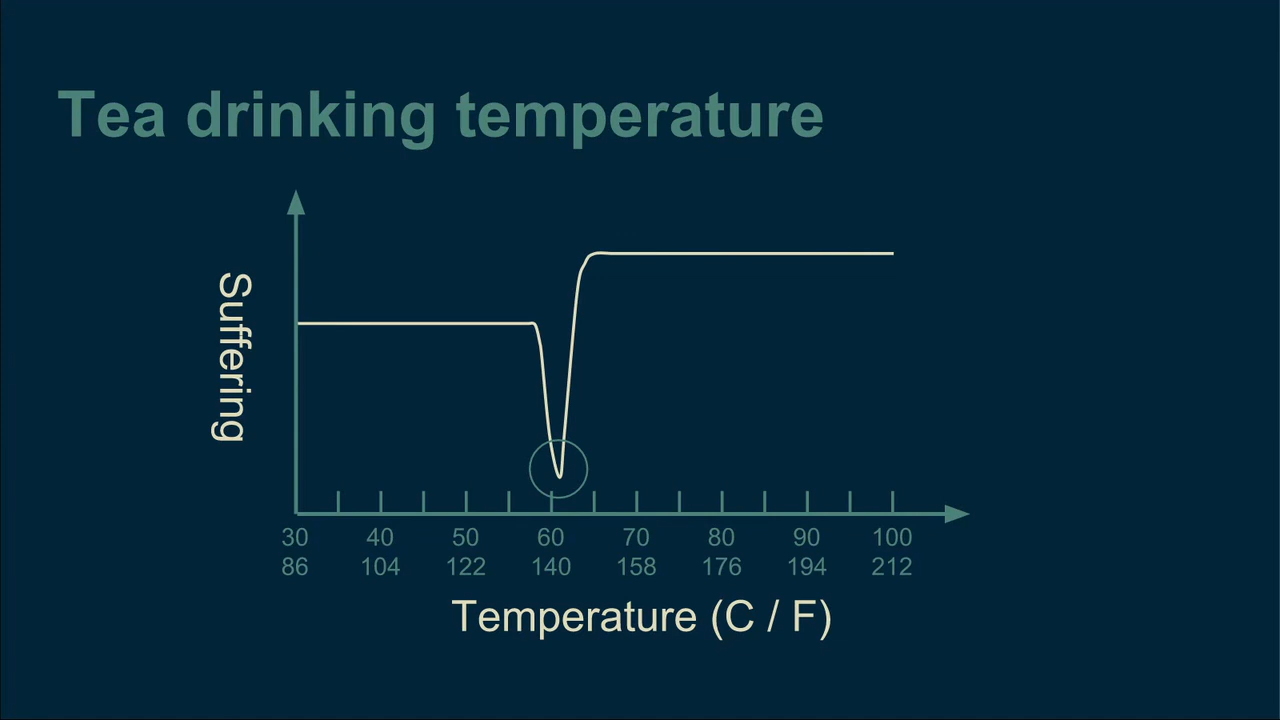 Tea drinking temperature
Suffering
30 40 50 60 70 80 90 100
86 104 122 140 158 176 194 212
Temperature (C / F)